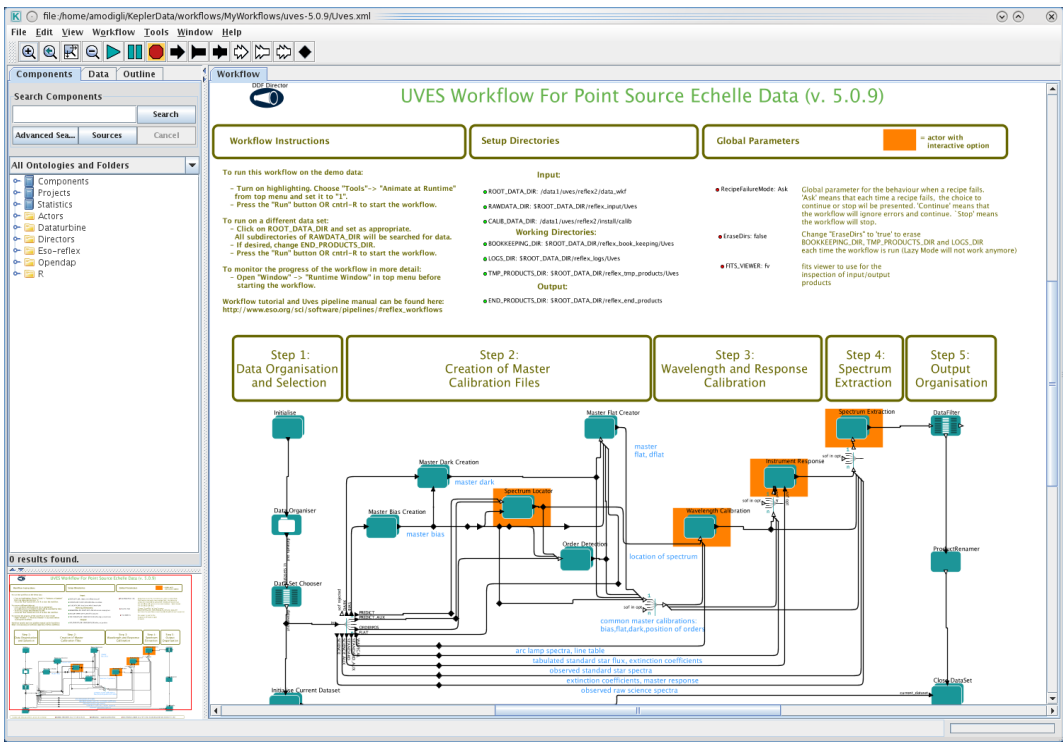 file:/home/amodigli/KeplerData/workflows/MyWorkflows/uves-5.0.9/Uves.xml
File Edit View Workflow Tools Window Help
Components Data Outline
Search Components
Search
Advanced Sea... Sources Cancel
All Ontologies and Folders
Components
Projects
Statistics
Actors
Dataturbine
Directors
Eso-reflex
Opendap
R
0 results found.
Workflow
DDF Director
UVES Workflow For Point Source Echelle Data (v. 5.0.9)
Workflow Instructions
Setup Directories
Global Parameters
= actor with
interactive option
To run this workflow on the demo data:
- Turn on highlighting. Choose "Tools"-> "Animate at Runtime"
from top menu and set it to "1".
- Press the "Run" button OR cntrl-R to start the workflow.
To run on a different data set:
- Click on ROOT_DATA_DIR and set as appropriate.
All subdirectories of RAWDATA_DIR will be searched for data.
- If desired, change END_PRODUCTS_DIR.
- Press the "Run" button OR cntrl-R to start the workflow.
To monitor the progress of the workflow in more detail:
- Open "Window" -> "Runtime Window" in top menu before
starting the workflow.
Workflow tutorial and Uves pipeline manual can be found here:
http://www.eso.org/sci/software/pipelines/#reflex_workflows
Input:
ROOT_DATA_DIR: /data1/uves/reflex2/data_wkf
RAWDATA_DIR: $ROOT_DATA_DIR/reflex_input/Uves
CALIB_DATA_DIR: /data1/uves/reflex2/install/calib
Working Directories:
BOOKKEEPING_DIR: $ROOT_DATA_DIR/reflex_book_keeping/Uves
LOGS_DIR: $ROOT_DATA_DIR/reflex_logs/Uves
TMP_PRODUCTS_DIR: $ROOT_DATA_DIR/reflex_tmp_products/Uves
Output:
END_PRODUCTS_DIR: $ROOT_DATA_DIR/reflex_end_products
RecipeFailureMode: Ask
EraseDirs: false
FITS_VIEWER: fv
Global parameter for the behaviour when a recipe fails.
'Ask' means that each time a recipe fails, the choice to
continue or stop wil be presented. 'Continue' means that
the workflow will ignore errors and continue. `Stop' means
the workflow will stop.
Change "EraseDirs" to 'true' to erase
BOOKKEEPING_DIR, TMP_PRODUCTS_DIR and LOGS_DIR
each time the workflow is run (Lazy Mode will not work anymore)
fits viewer to use for the
inspection of input/output
products
Step 1:
Data Organisation
and Selection
Step 2:
Creation of Master
Calibration Files
Step 3:
Wavelength and Response
Calibration
Step 4:
Spectrum
Extraction
Step 5:
Output
Organisation
Initialise
Master Flat Creator
Spectrum Extraction
DataFilter
master
flat, dflat
sof in opt
Master Dark Creation
master dark
Instrument Response
Spectrum Locator
sof in opt
Data Organiser
Master Bias Creation
master bias
Wavelength Calibration
Order Detection
location of spectrum
ProductRenamer
DataSet Chooser
sof in opt
PREDICT
PREDICT_AUX
ORDERPOS
FLAT
common master calibrations:
bias,flat,dark,position of orders
arc lamp spectra, line table
tabulated standard star flux, extinction coefficients
observed standard star spectra
extinction coefficients, master response
observed raw science spectra
Initialise Current Dataset
Close DataSet
current_dataset